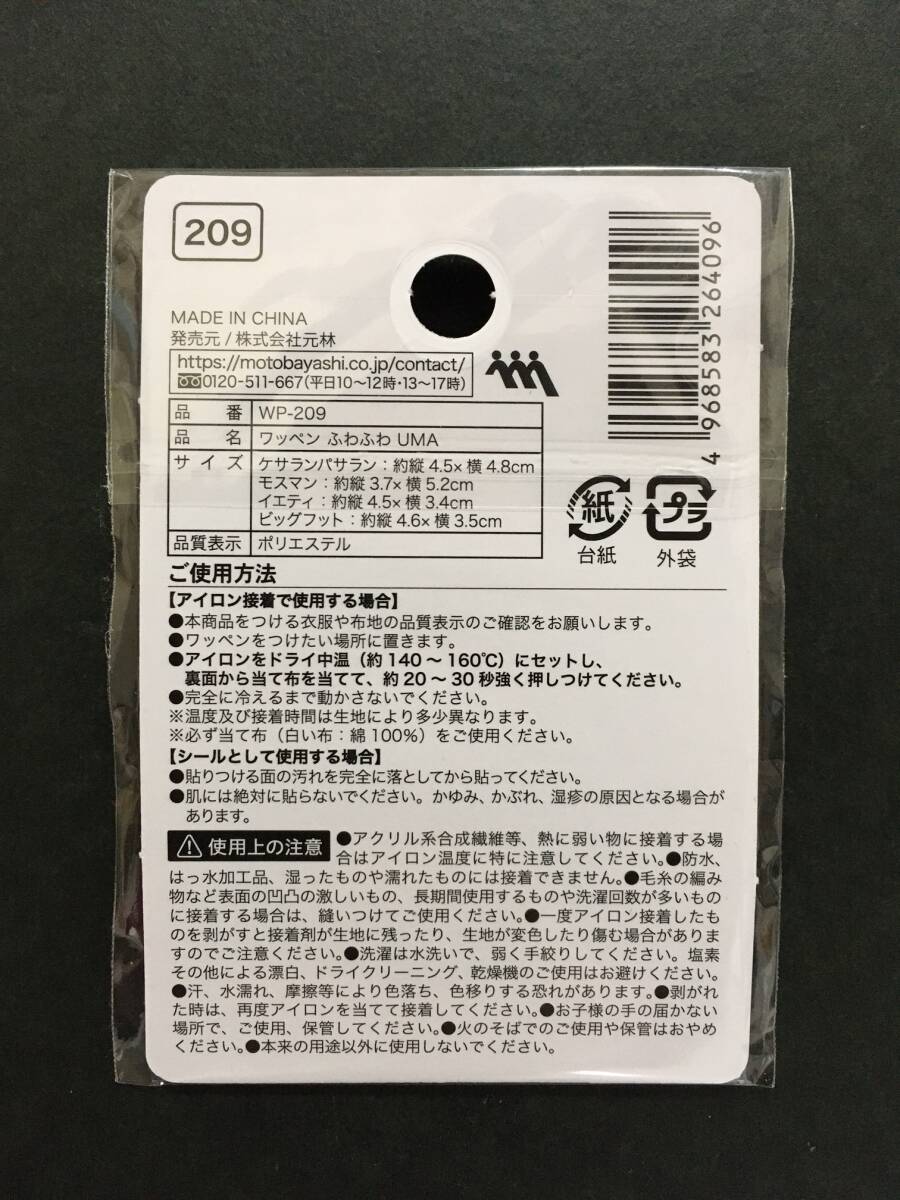 209
MADE IN CHINA
発売元/株式会社元林
https://motobayashi.co.jp/contact/
0120-511-667(平日10〜12時・13〜17時)
品番 WP-209
品名 ワッペン ふわふわ UMA
サイズ ケサランパサラン：約縦 4.5×横 4.8cm
モスマン：約縦 3.7×横 5.2cm
イエティ：約縦 4.5×横 3.4cm
ビッグフット：約縦 4.6×横 3.5cm
品質表示 ポリエステル
4 968583 264096
紙
台紙
プラ
外袋
ご使用方法
【アイロン接着で使用する場合】
●本商品をつける衣服や布地の品質表示のご確認をお願いします。
●ワッペンをつけたい場所に置きます。
●アイロンをドライ中温（約140〜160℃）にセットし、
裏面から当て布を当てて、約20〜30秒強く押しつけてください。
●完全に冷えるまで動かさないでください。
※温度及び接着時間は生地により多少異なります。
※必ず当て布（白い布：綿100%）をご使用ください。
【シールとして使用する場合】
●貼りつける面の汚れを完全に落としてから貼ってください。
●肌には絶対に貼らないでください。かゆみ、かぶれ、湿疹の原因となる場合が
あります。
使用上の注意 ●アクリル系合成繊維等、熱に弱い物に接着する場
合はアイロン温度に特に注意してください。●防水、
はっ水加工品、湿ったものや濡れたものには接着できません。●毛糸の編み
物など表面の凹凸の激しいもの、長期間使用するものや洗濯回数が多いもの
に接着する場合は、縫いつけてご使用ください。●一度アイロン接着したも
のを剥がすと接着剤が生地に残ったり、生地が変色したり傷む場合がありま
すのでご注意ください。●洗濯は水洗いで、弱く手絞りしてください。塩素
その他による漂白、ドライクリーニング、乾燥機のご使用はお避けください。
●汗、水濡れ、摩擦等により色落ち、色移りする恐れがあります。●剥がれ
た時は、再度アイロンを当てて接着してください。●お子様の手の届かない
場所で、ご使用、保管してください。●火のそばでのご使用や保管はおやめ
ください。●本来の用途以外に使用しないでください。